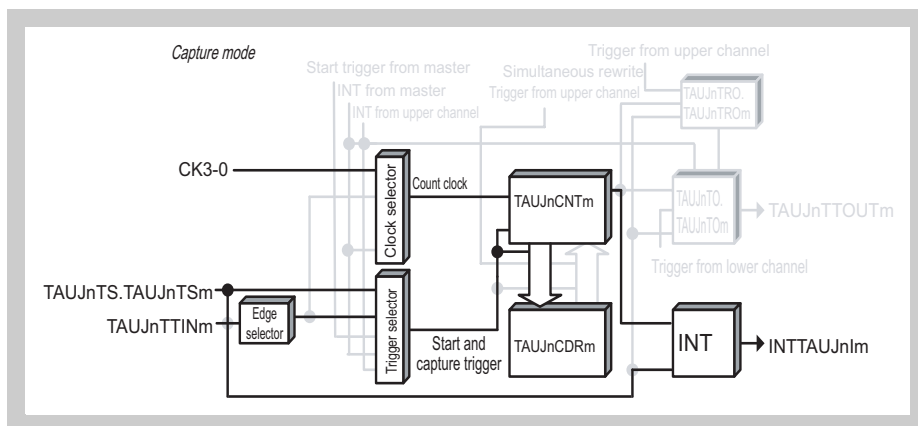 Capture mode
Trigger from upper channel
Start trigger from master
Simultaneous rewrite
INT from master
Trigger from upper channel
INT from upper channel
TAUJnTRO.
TAUJnTROm
CK3-0
Clock selector
Count clock
TAUJnCNTm
TAUJnTO.
TAUJnTOm
TAUJnTTOUTm
Trigger from lower channel
TAUJnTS.TAUJnTSm
TAUJnTTINm
Edge
selector
Trigger selector
Start and
capture trigger
TAUJnCDRm
INT
INTTAUJnIm